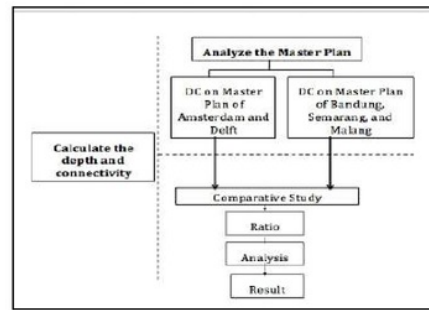 Analyze the Master Plan
DC on Master
Plan of
Amsterdam and
Delft
DC on Master Plan
of Bandung,
Semarang, and
Malang
Calculate the
depth and
connectivity
Comparative Study
Ratio
Analysis
Result